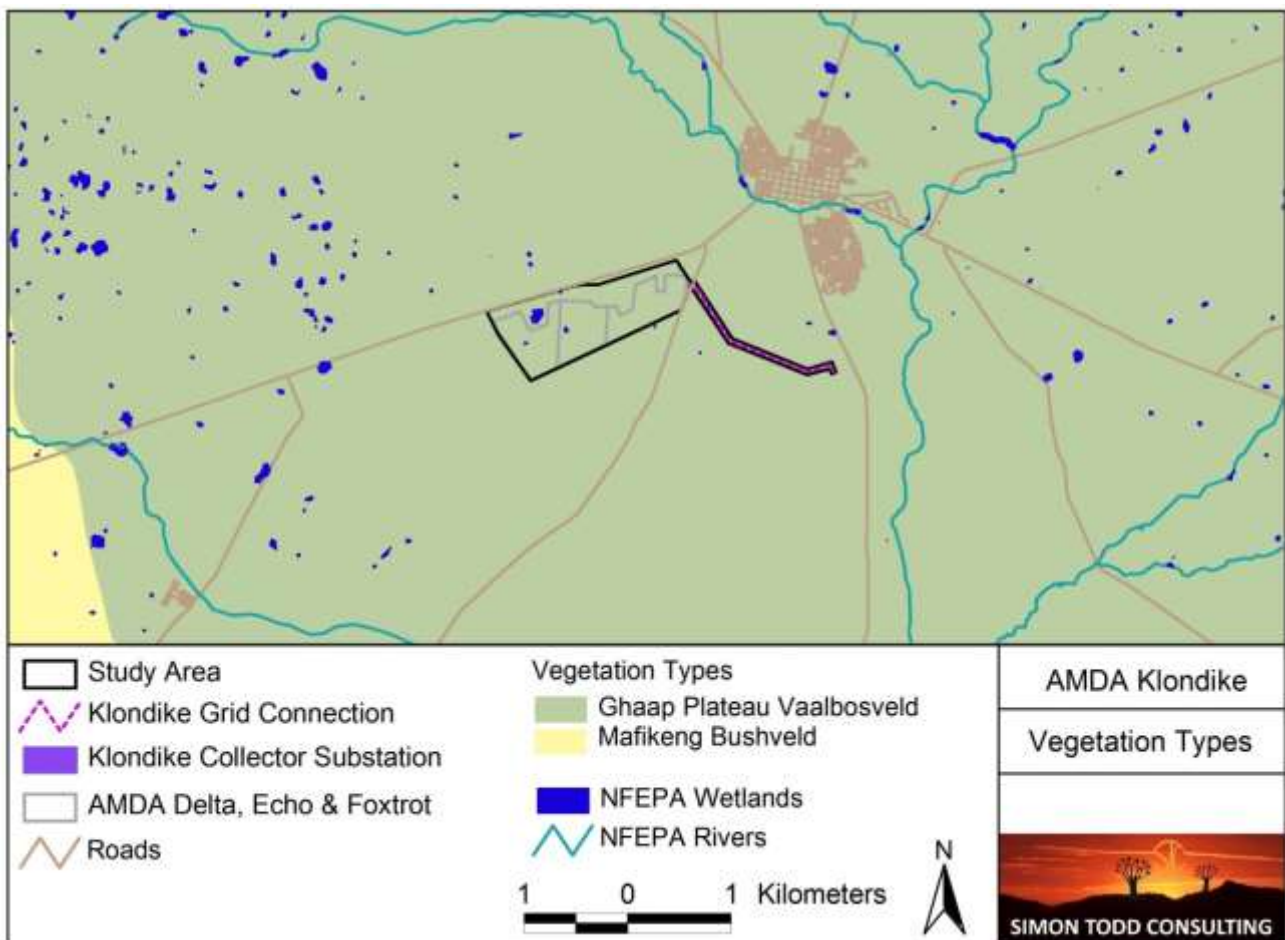 Study Area
Klondike Grid Connection
Klondike Collector Substation
AMDA Delta, Echo & Foxtrot
Roads
Vegetation Types
Ghaap Plateau Vaalbosveld
Mafikeng Bushveld
NFEPA Wetlands
NFEPA Rivers
1 0 1 Kilometers
N
AMDA Klondike
Vegetation Types
SIMON TODD CONSULTING